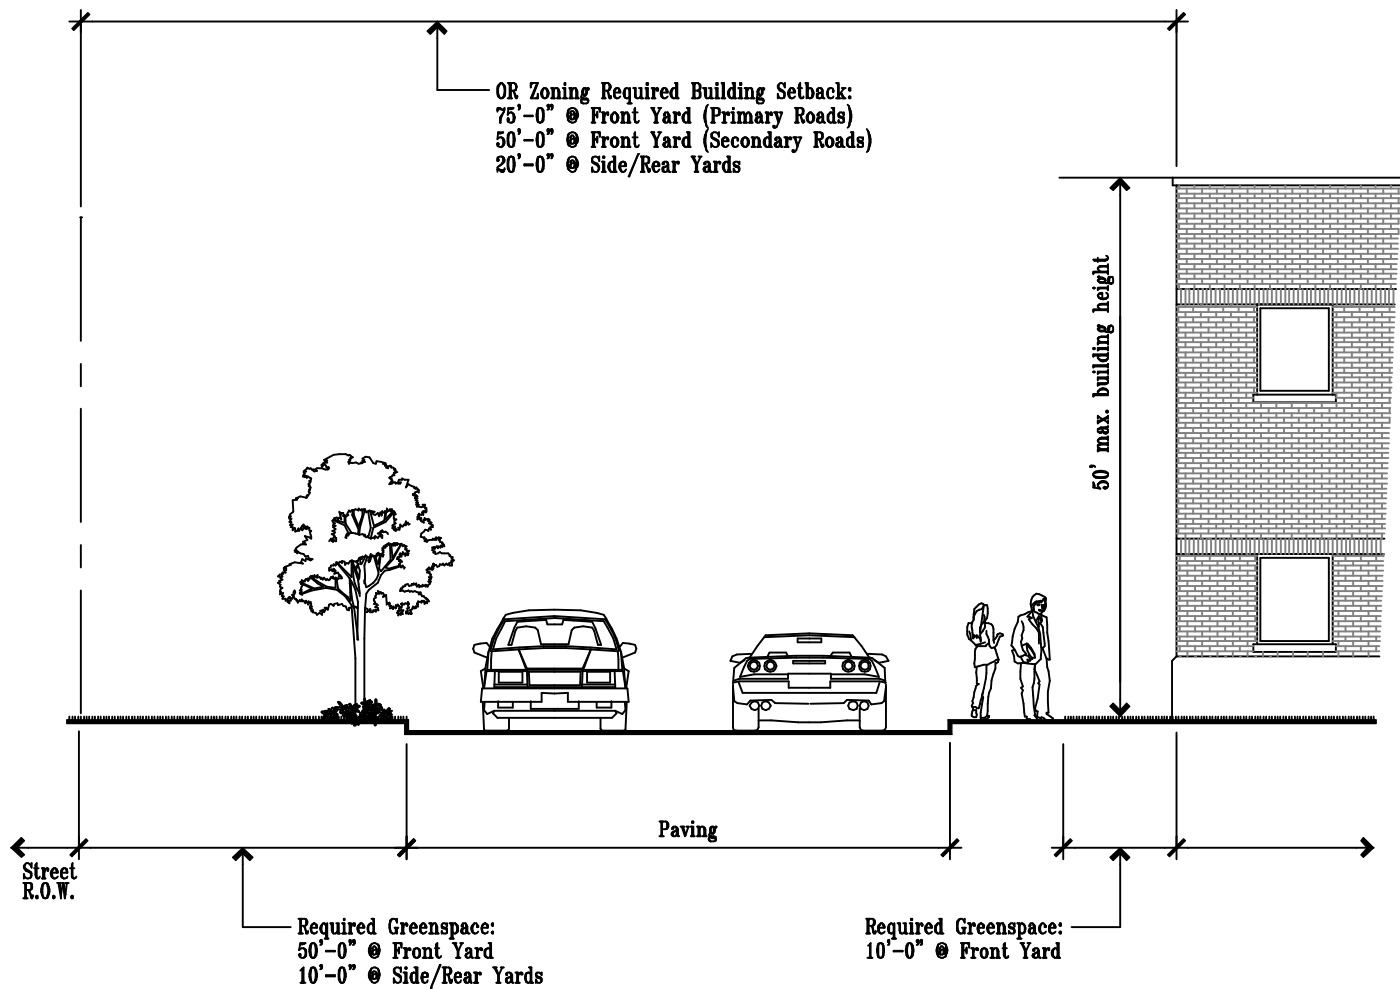 OR Zoning Required Building Setback:
75'-0" @ Front Yard (Primary Roads)
50'-0" @ Front Yard (Secondary Roads)
20'-0" @ Side/Rear Yards
50' max. building height
Paving
Street
R.O.W.
Required Greenspace:
50'-0" @ Front Yard
10'-0" @ Side/Rear Yards
Required Greenspace:
10'-0" @ Front Yard